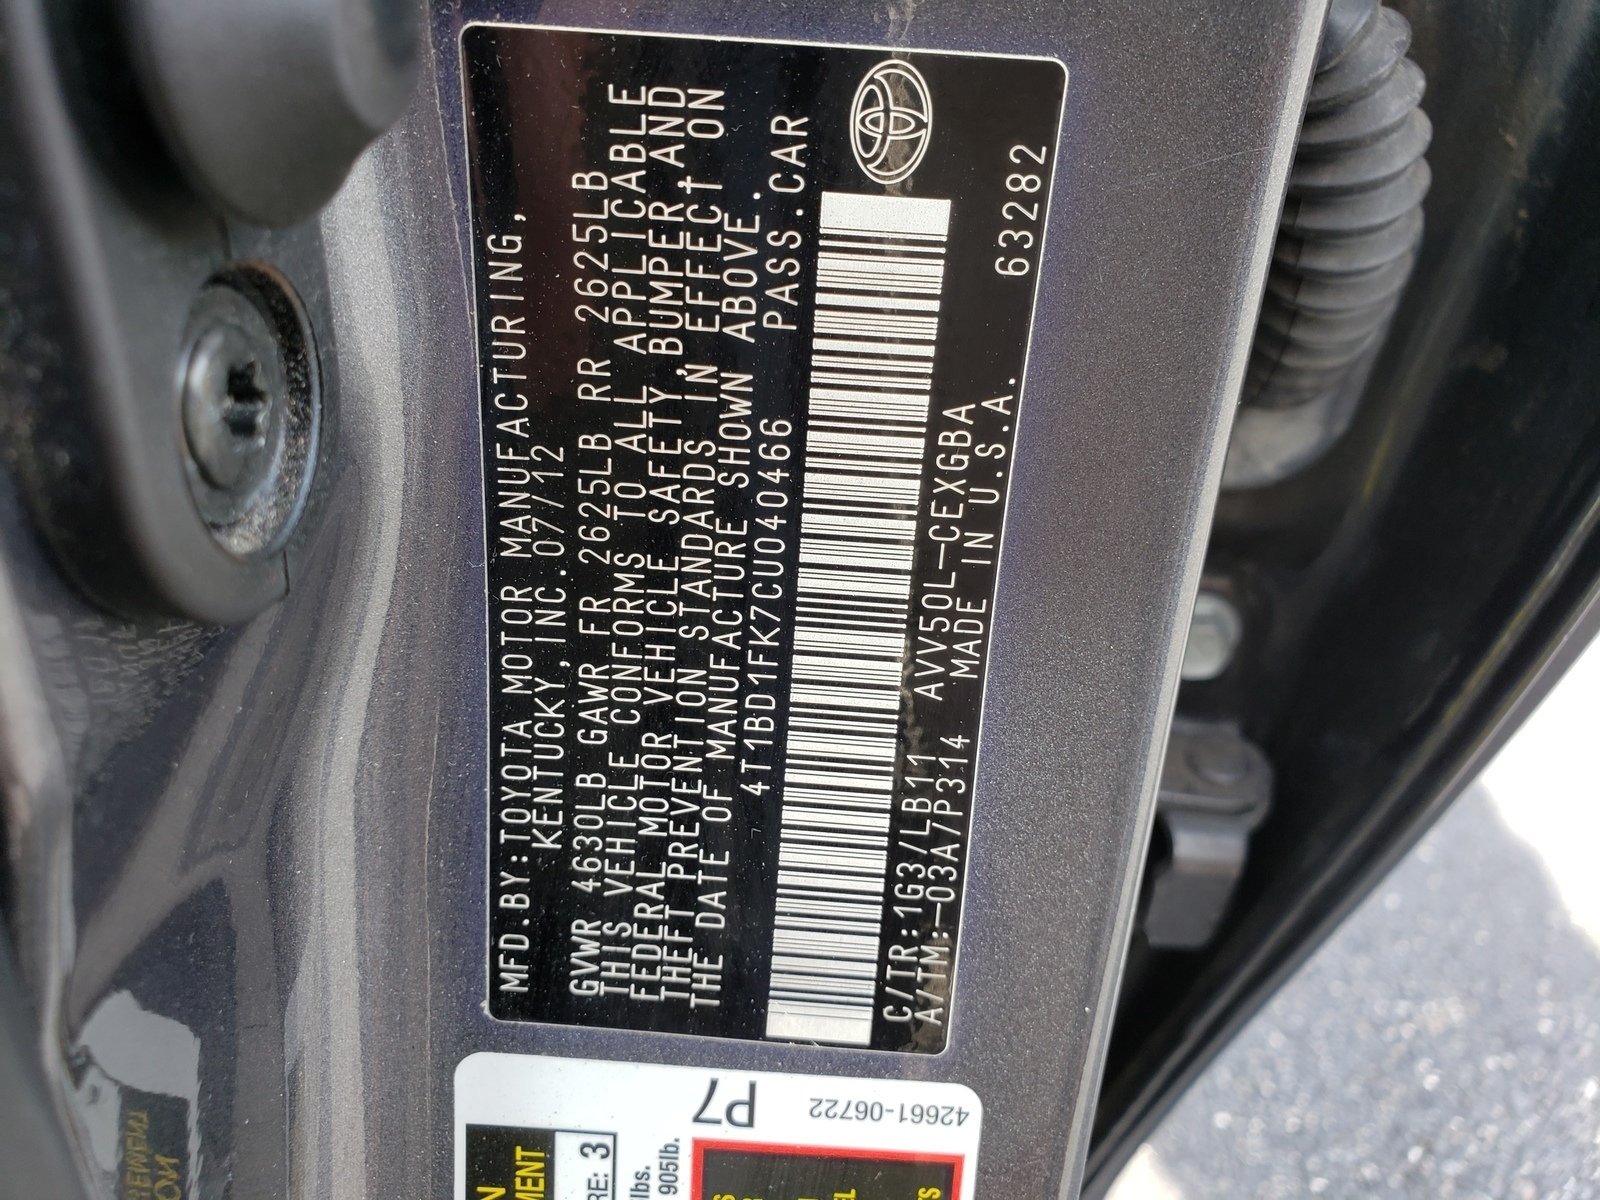 MFD.BY:TOYOTA MOTOR MANUFACTURING,
KENTUCKY, INC.07/12
GVWR 4630LB GAWR FR 2625LB RR 2625LB
THIS VEHICLE CONFORMS TO ALL APPLICABLE
FEDERAL MOTOR VEHICLE SAFETY, BUMPER, AND
THEFT PREVENTION STANDARDS IN EFFECT ON
THE DATE OF MANUFACTURE SHOWN ABOVE.
4T1BD1FK7CU040466 PASS.CAR
C/TR:1G3/LB11 AVV50L-CEXGBA
A/TM:-03A/P314 MADE IN U.S.A.
63282
P7
42661-06722
3
lbs.
905lb.